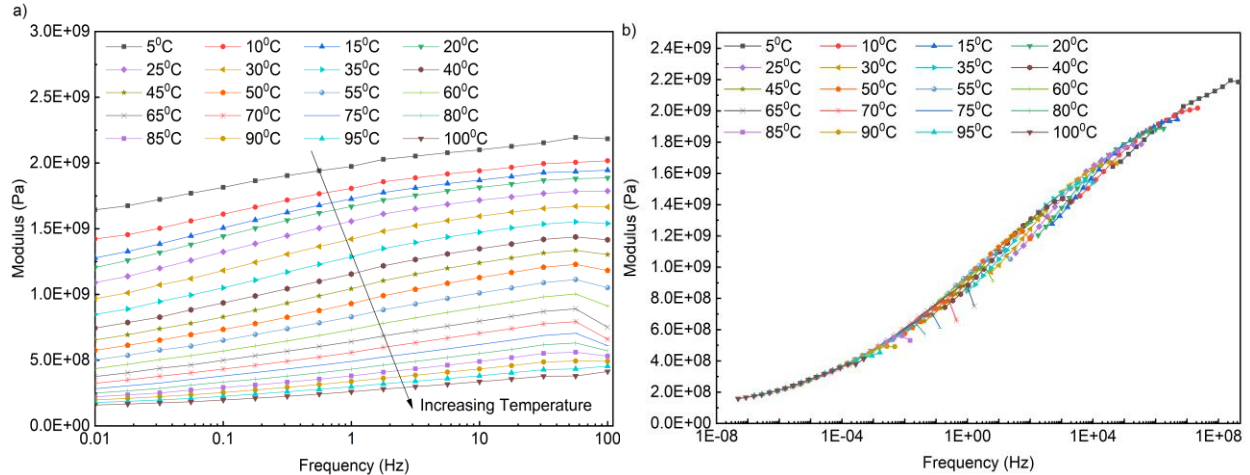 a)
3.0E+09
2.5E+09
2.0E+09
1.5E+09
1.0E+09
5.0E+08
0.0E+00
Modulus (Pa)
5⁰C 10⁰C 15⁰C 20⁰C
25⁰C 30⁰C 35⁰C 40⁰C
45⁰C 50⁰C 55⁰C 60⁰C
65⁰C 70⁰C 75⁰C 80⁰C
85⁰C 90⁰C 95⁰C 100⁰C
Increasing Temperature
0.01 0.1 1 10 100
Frequency (Hz)
b)
2.4E+09
2.2E+09
2.0E+09
1.8E+09
1.6E+09
1.4E+09
1.2E+09
1.0E+09
8.0E+08
6.0E+08
4.0E+08
2.0E+08
0.0E+00
Modulus (Pa)
5⁰C 10⁰C 15⁰C 20⁰C
25⁰C 30⁰C 35⁰C 40⁰C
45⁰C 50⁰C 55⁰C 60⁰C
65⁰C 70⁰C 75⁰C 80⁰C
85⁰C 90⁰C 95⁰C 100⁰C
1E-08 1E-04 1E+00 1E+04 1E+08
Frequency (Hz)